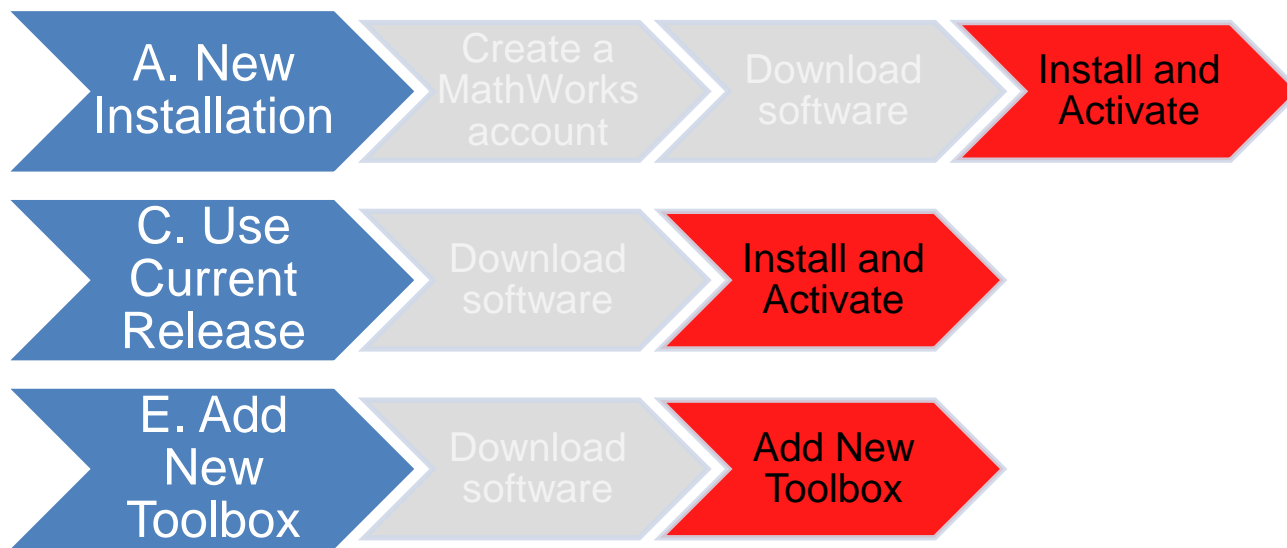 A. New
Installation
Create a
MathWorks
account
Download
software
Install and
Activate
C. Use
Current
Release
Download
software
Install and
Activate
E. Add
New
Toolbox
Download
software
Add New
Toolbox